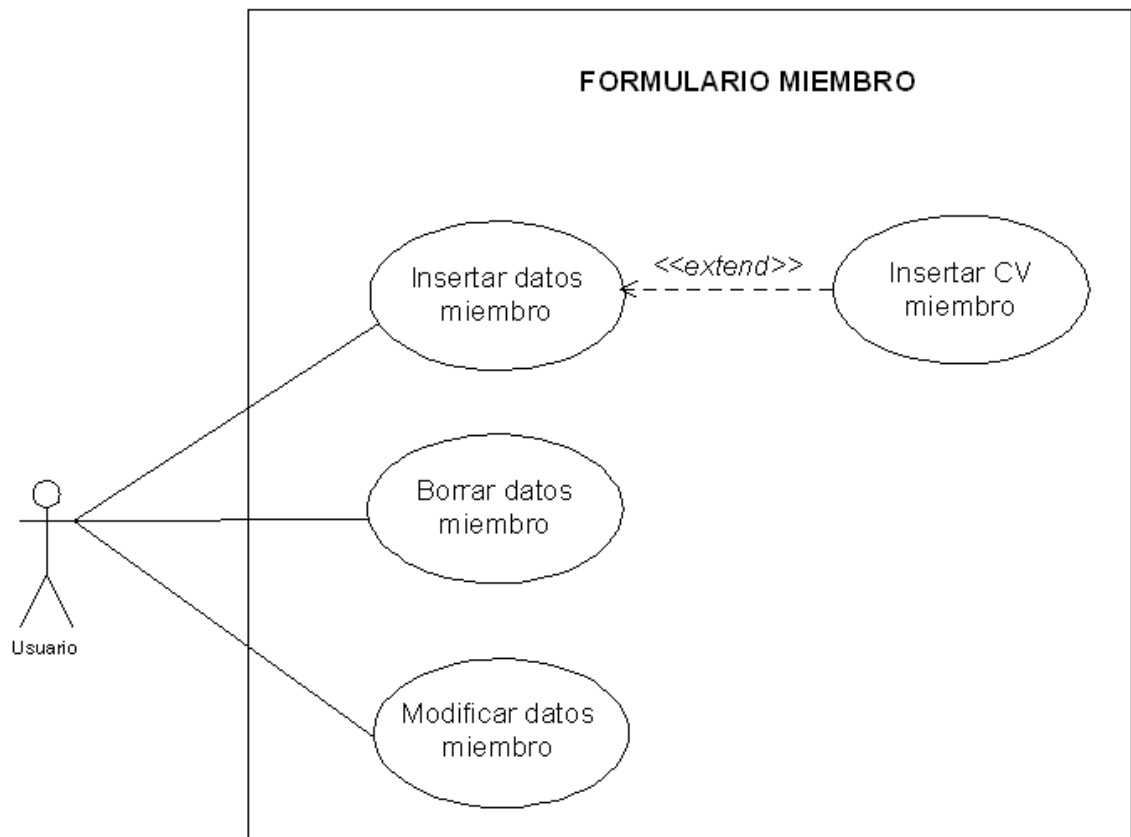 FORMULARIO MIEMBRO
Insertar datos
miembro
<<extend>>
Insertar CV
miembro
Borrar datos
miembro
Usuario
Modificar datos
miembro